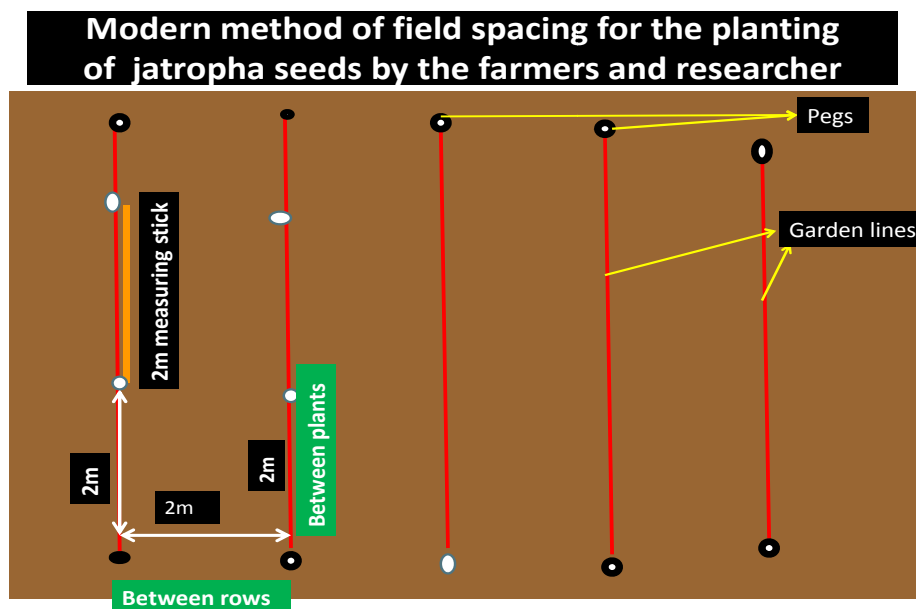 Modern method of field spacing for the planting
of jatropha seeds by the farmers and researcher
Pegs
Garden lines
2m measuring stick
Between plants
2m
2m
2m
Between rows